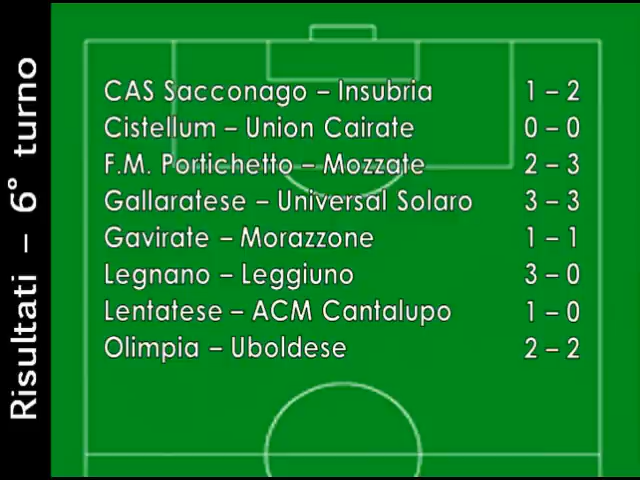 Risultati – 6° turno
CAS Sacconago – Insubria 1 – 2
Cistellum – Union Cairate 0 – 0
F.M. Portichetto – Mozzate 2 – 3
Gallaratese – Universal Solaro 3 – 3
Gavirate – Morazzone 1 – 1
Legnano – Leggiuno 3 – 0
Lentatese – ACM Cantalupo 1 – 0
Olimpia – Uboldese 2 – 2